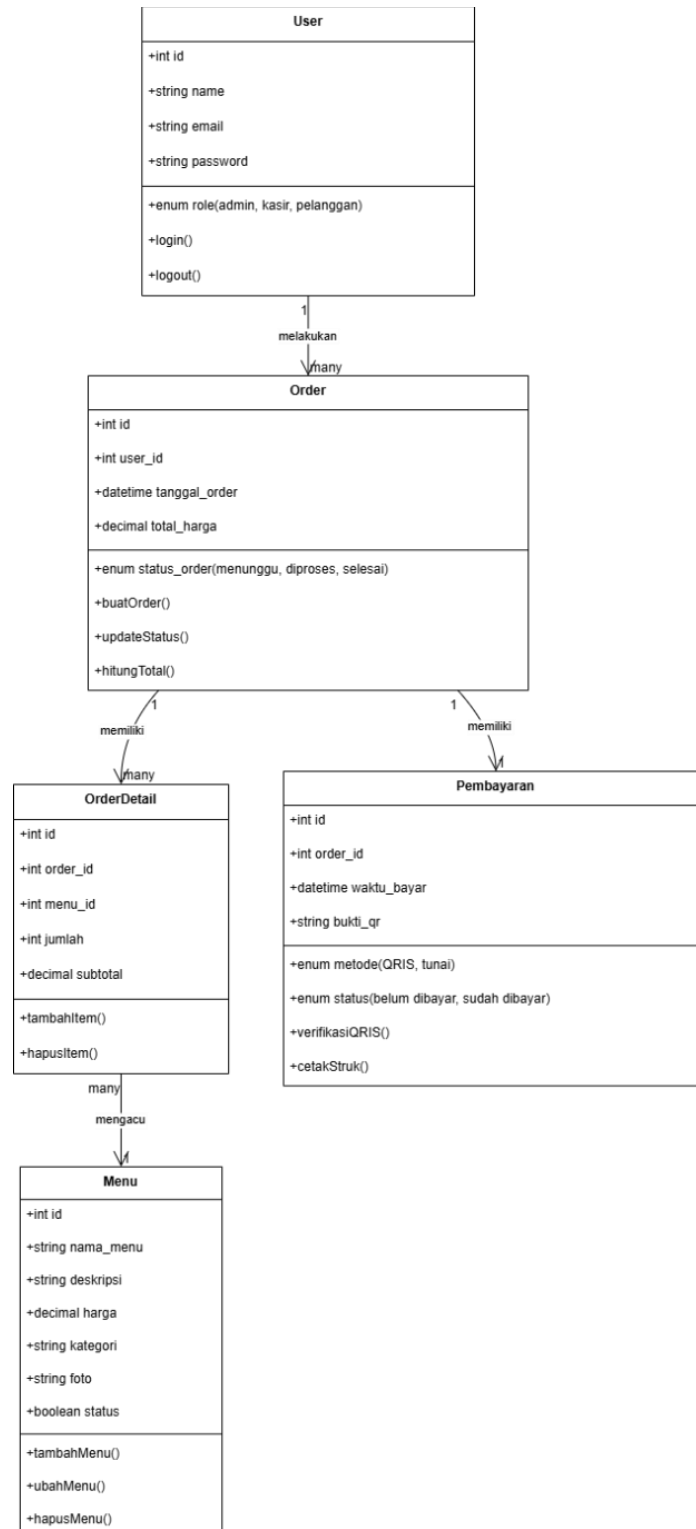 User
+int id
+string name
+string email
+string password
+enum role(admin, kasir, pelanggan)
+login()
+logout()
1
melakukan
many
Order
+int id
+int user_id
+datetime tanggal_order
+decimal total_harga
+enum status_order(menunggu, diproses, selesai)
+buatOrder()
+updateStatus()
+hitungTotal()
1
memiliki
many
1
memiliki
1
OrderDetail
+int id
+int order_id
+int menu_id
+int jumlah
+decimal subtotal
+tambahItem()
+hapusItem()
Pembayaran
+int id
+int order_id
+datetime waktu_bayar
+string bukti_qr
+enum metode(QRIS, tunai)
+enum status(belum dibayar, sudah dibayar)
+verifikasiQRIS()
+cetakStruk()
many
mengacu
1
Menu
+int id
+string nama_menu
+string deskripsi
+decimal harga
+string kategori
+string foto
+boolean status
+tambahMenu()
+ubahMenu()
+hapusMenu()